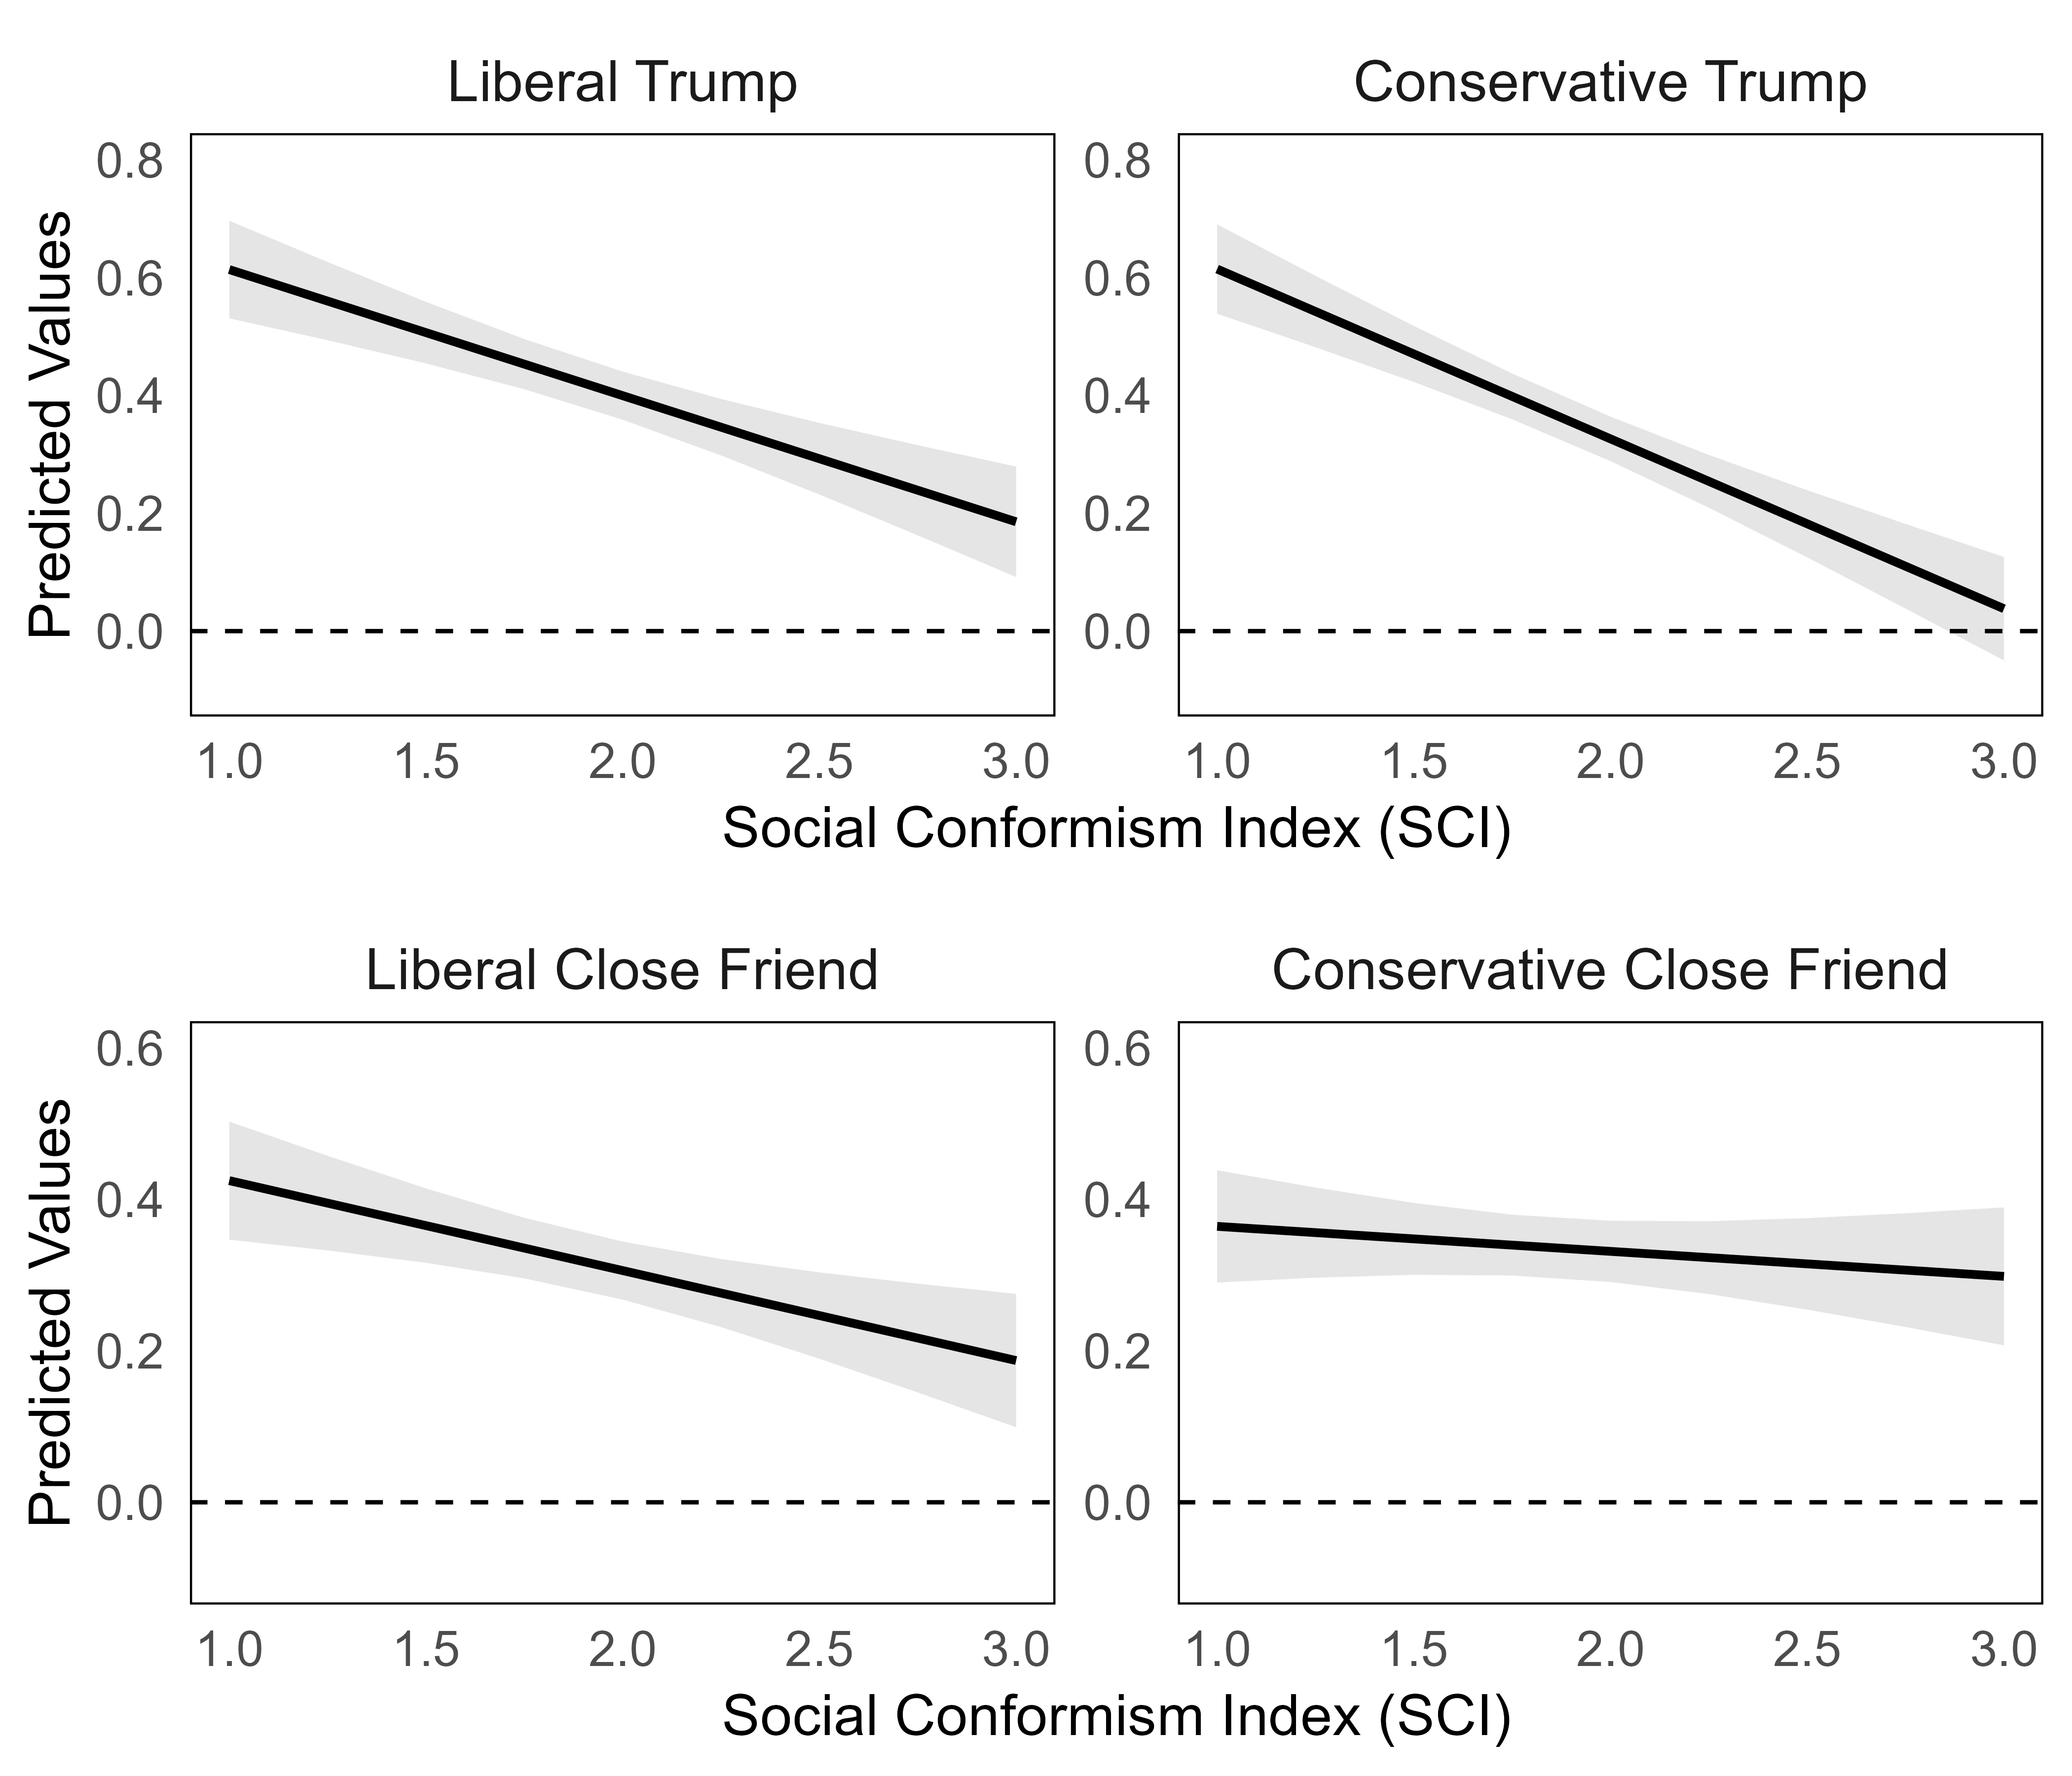 Liberal Trump
Conservative Trump
Predicted Values
0.8
0.6
0.4
0.2
0.0
0.8
0.6
0.4
0.2
0.0
1.0 1.5 2.0 2.5 3.0
1.0 1.5 2.0 2.5 3.0
Social Conformism Index (SCI)
Liberal Close Friend
Conservative Close Friend
Predicted Values
0.6
0.4
0.2
0.0
0.6
0.4
0.2
0.0
1.0 1.5 2.0 2.5 3.0
1.0 1.5 2.0 2.5 3.0
Social Conformism Index (SCI)